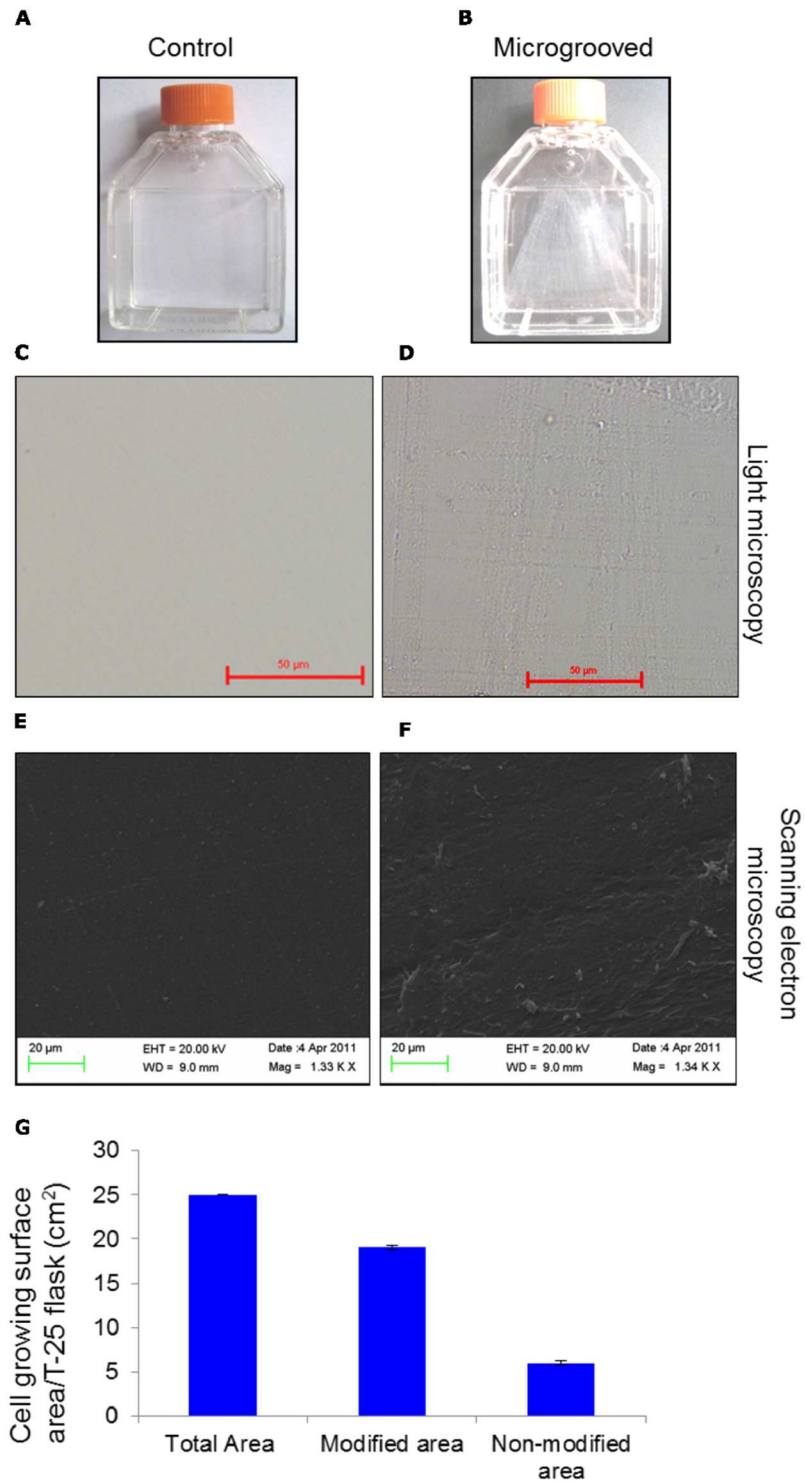 A
B
Control
Microgrooved
C
D
50 µm
50 µm
Light microscopy
E
F
20 µm
EHT = 20.00 kV
Date :4 Apr 2011
WD = 9.0 mm
Mag = 1.33 K X
20 µm
EHT = 20.00 kV
Date :4 Apr 2011
WD = 9.0 mm
Mag = 1.34 K X
Scanning electron
microscopy
G
Cell growing surface
area/T-25 flask (cm²)
30
25
20
15
10
5
0
Total Area
Modified area
Non-modified
area